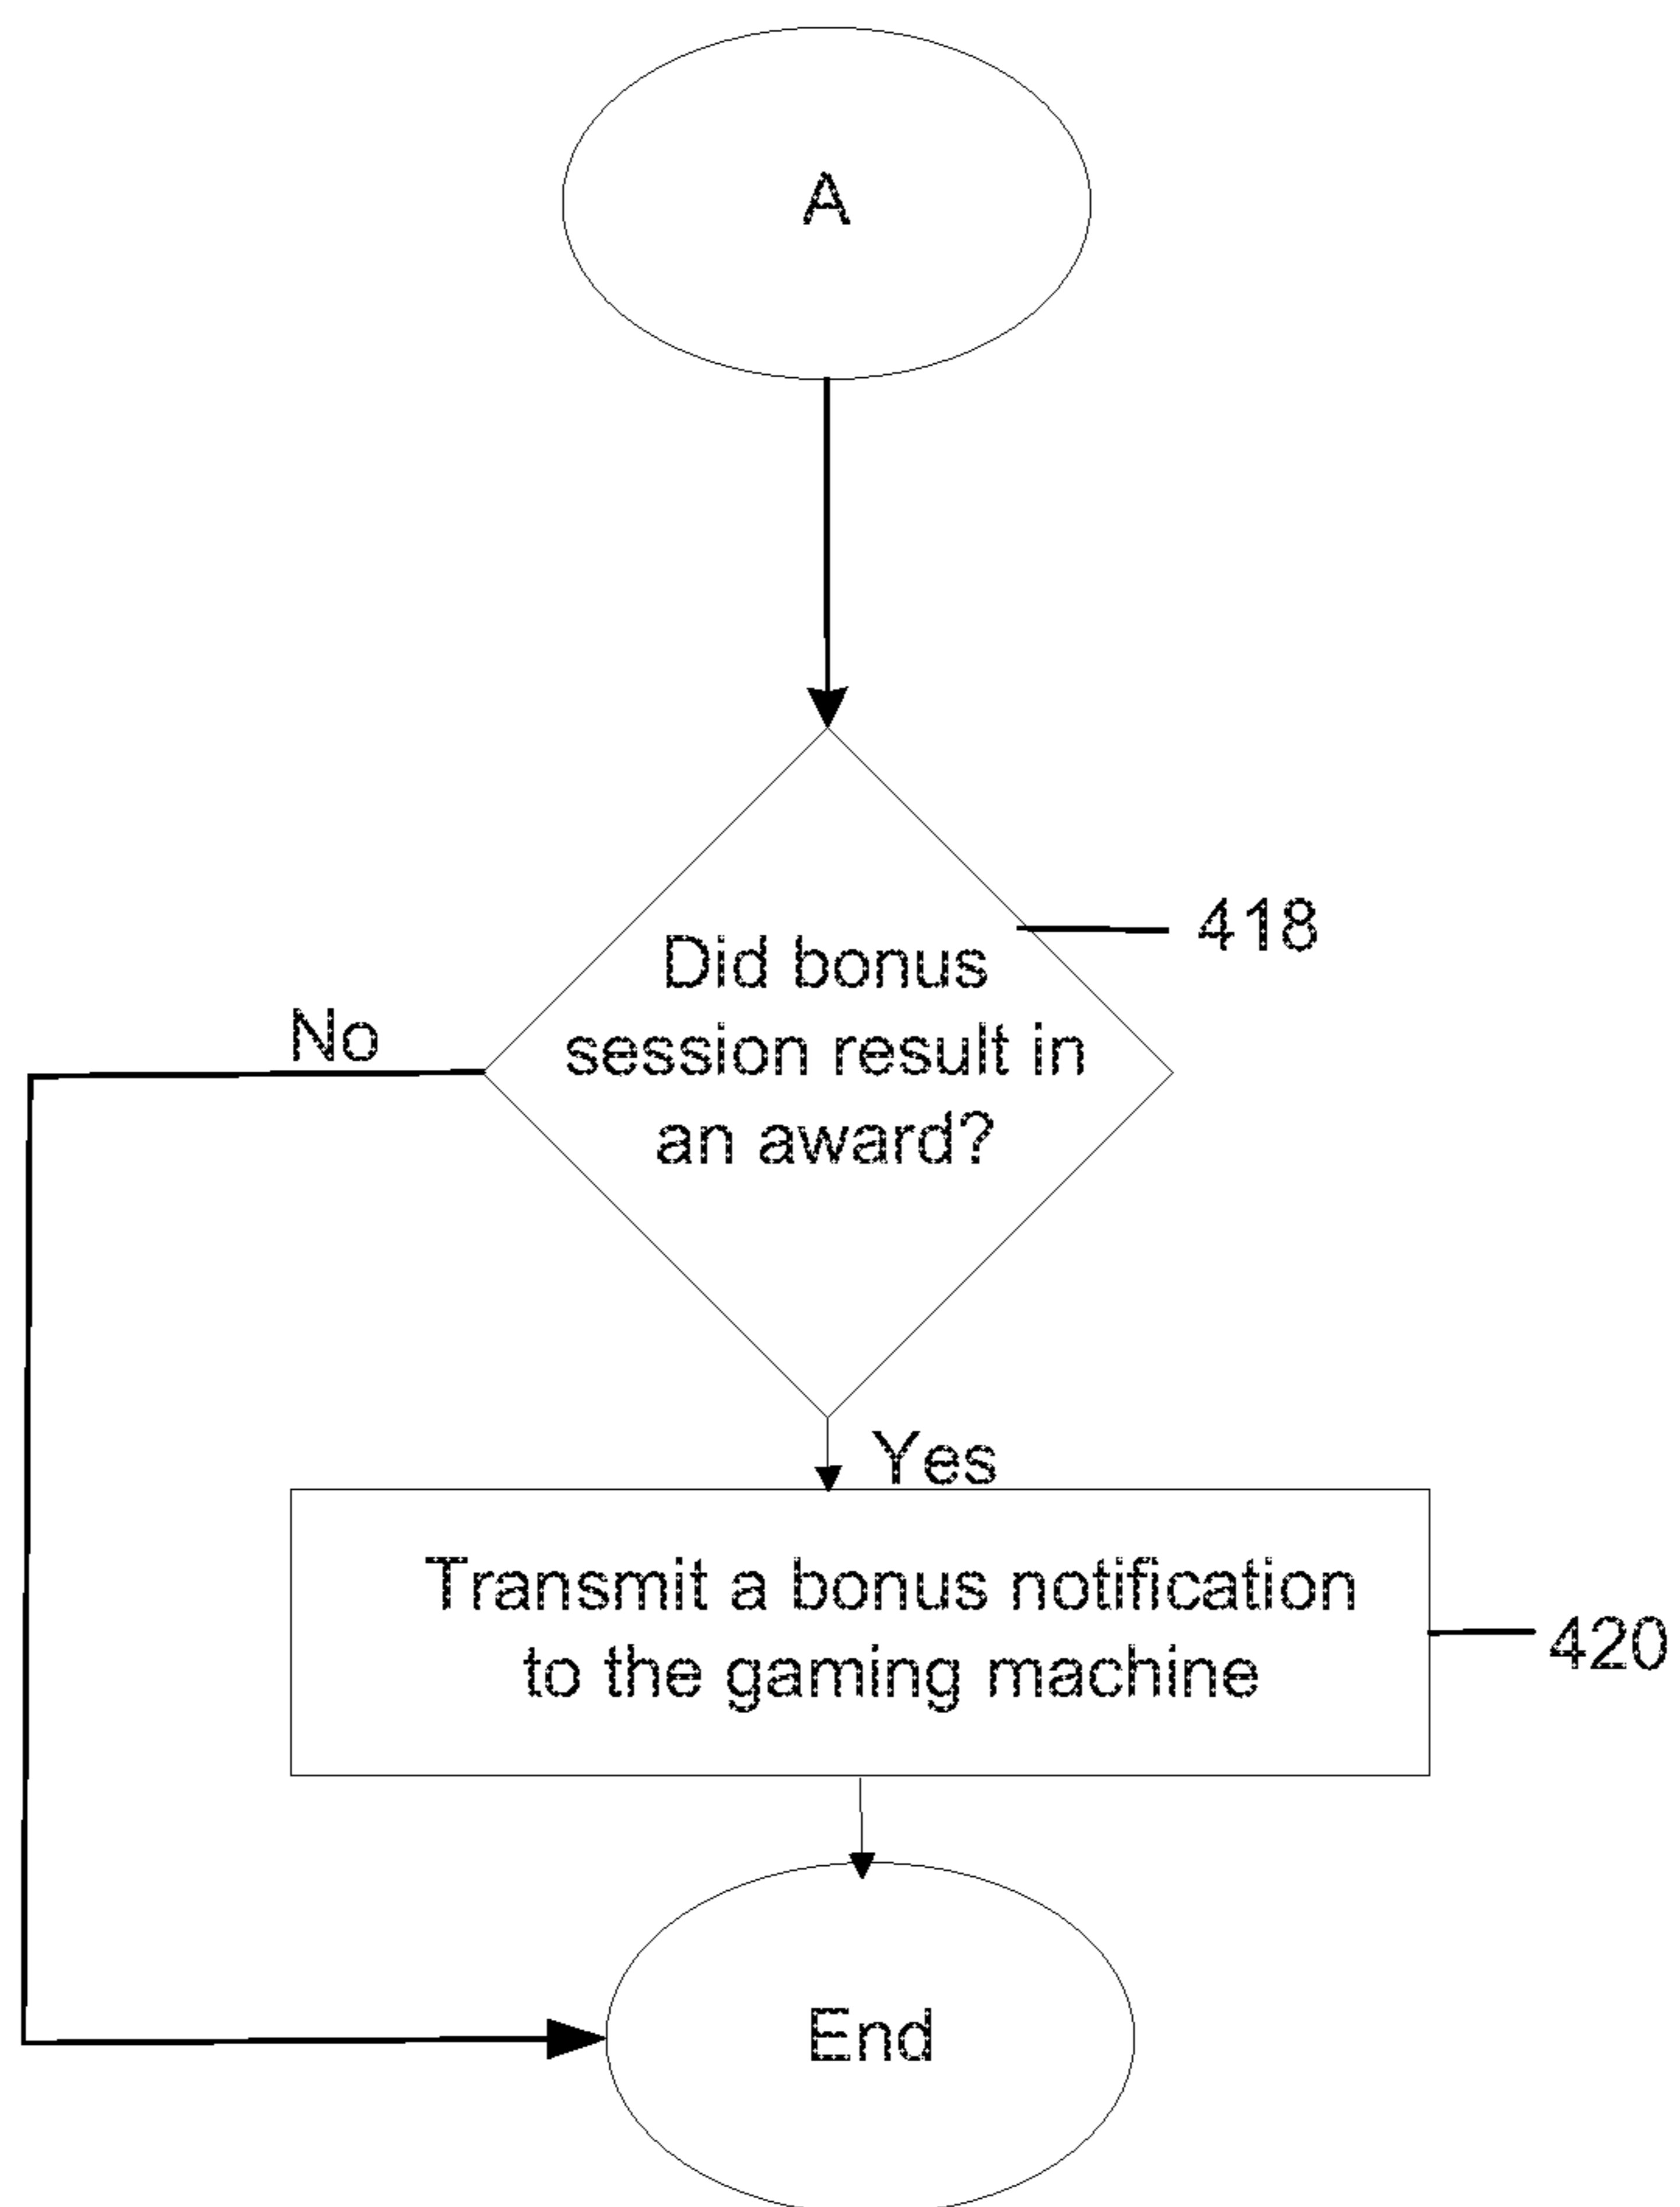 A
418
Did bonus
session result in
an award?
No
Yes
Transmit a bonus notification
to the gaming machine
420
End